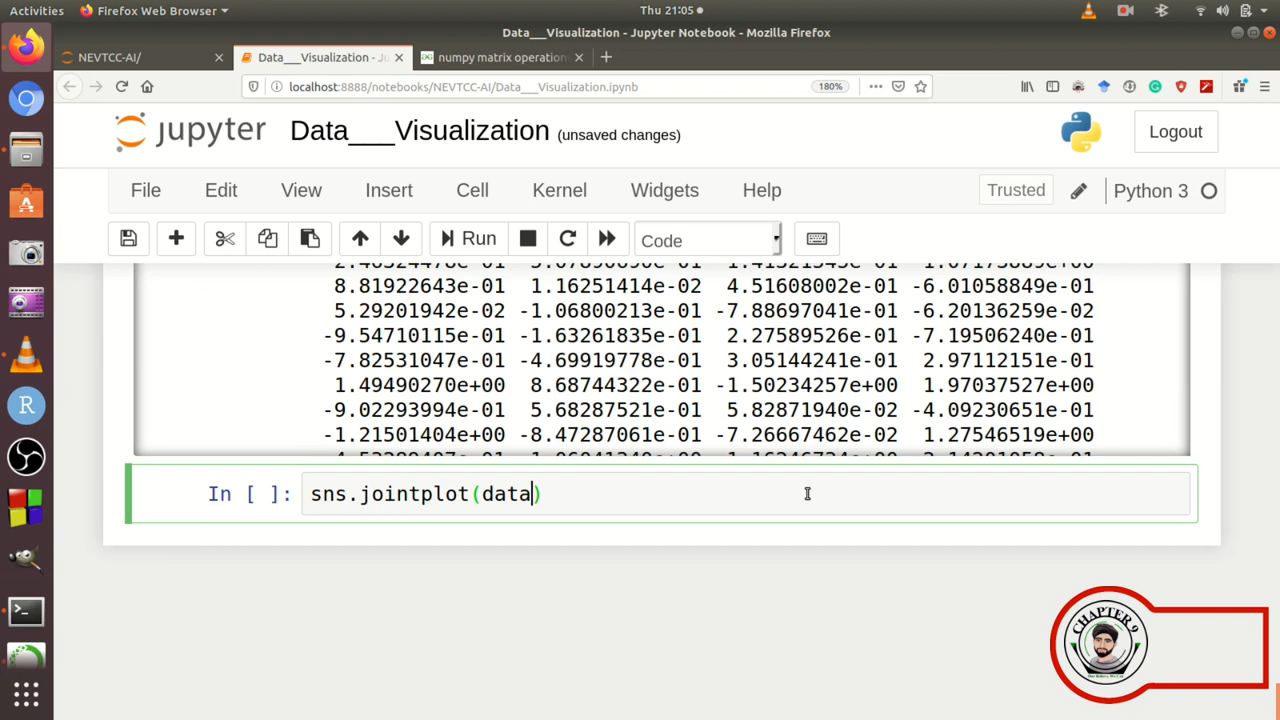 Activities Firefox Web Browser Thu 21:05
Data___Visualization - Jupyter Notebook - Mozilla Firefox
NEVTCC-AI/ Data___Visualization - Ju numpy matrix operation
localhost:8888/notebooks/NEVTCC-AI/Data___Visualization.ipynb 180%
jupyter Data___Visualization (unsaved changes) Logout
File Edit View Insert Cell Kernel Widgets Help Trusted Python 3
Run Code
8.81922643e-01 1.16251414e-02 4.51608002e-01 -6.01058849e-01
5.29201942e-02 -1.06800213e-01 -7.88697041e-01 -6.20136259e-02
-9.54710115e-01 -1.63261835e-01 2.27589526e-01 -7.19506240e-01
-7.82531047e-01 -4.69919778e-01 3.05144241e-01 2.97112151e-01
1.49490270e+00 8.68744322e-01 -1.50234257e+00 1.97037527e+00
-9.02293994e-01 5.68287521e-01 5.82871940e-02 -4.09230651e-01
-1.21501404e+00 -8.47287061e-01 -7.26667462e-02 1.27546519e+00
In [ ]: sns.jointplot(data)
CHAPTER 9